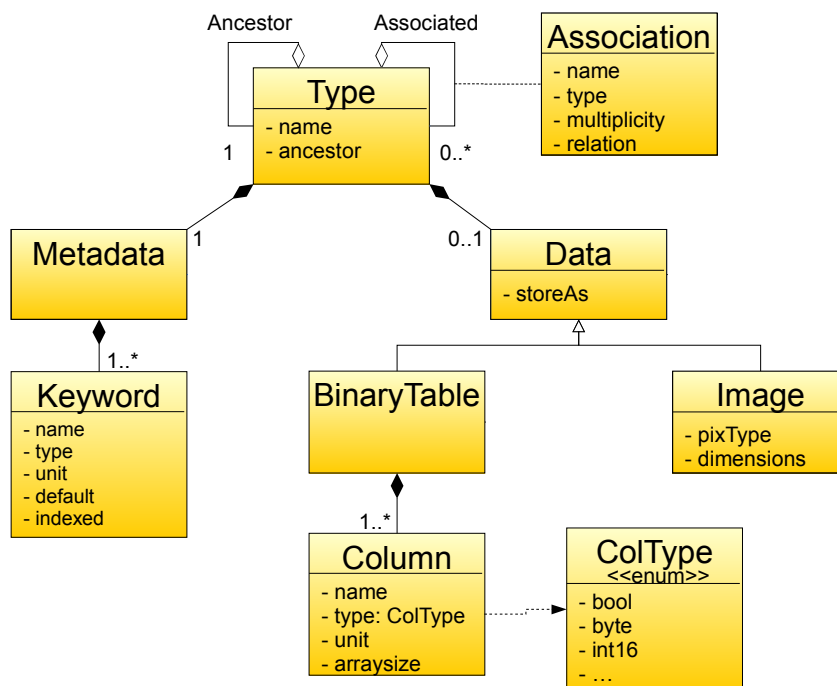 Ancestor
Associated
Association
- name
- type
- multiplicity
- relation
Type
- name
- ancestor
1
0..*
Metadata
1
0..1
Data
- storeAs
1..*
Keyword
- name
- type
- unit
- default
- indexed
BinaryTable
Image
- pixType
- dimensions
1..*
Column
- name
- type: ColType
- unit
- arraysize
ColType
<<enum>>
- bool
- byte
- int16
- ...